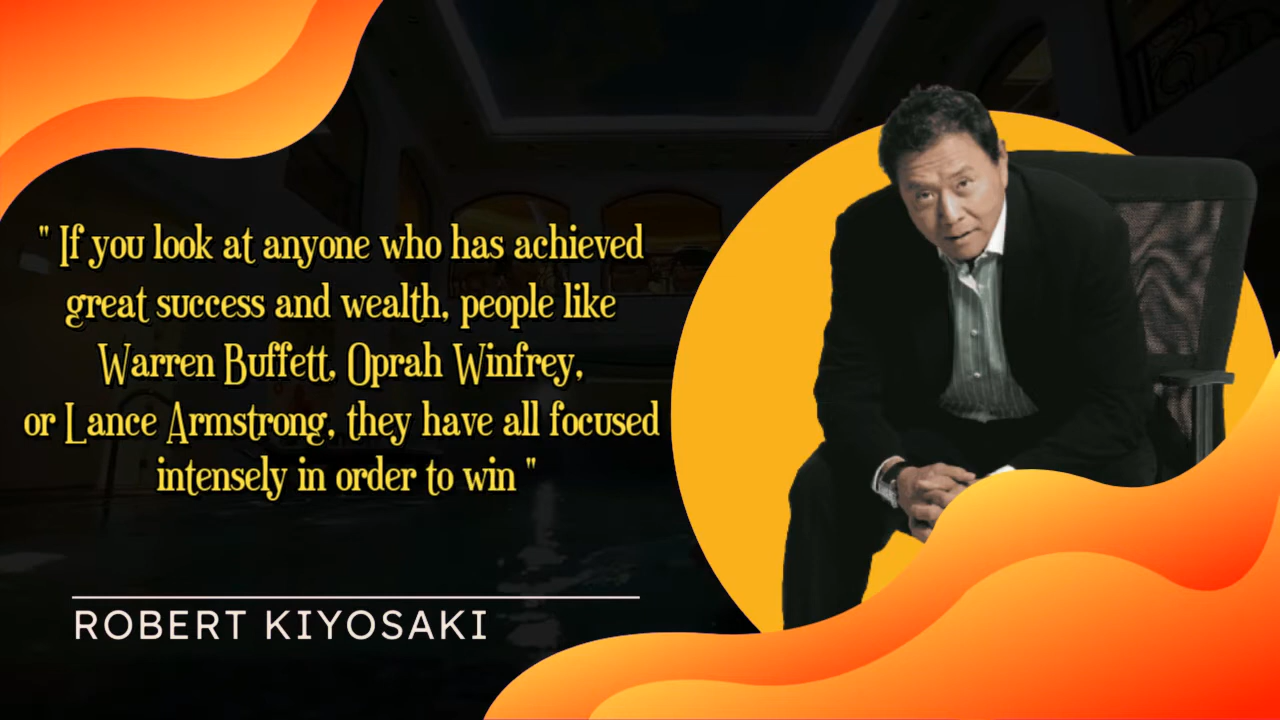 " If you look at anyone who has achieved
great success and wealth, people like
Warren Buffett, Oprah Winfrey,
or Lance Armstrong, they have all focused
intensely in order to win "
ROBERT KIYOSAKI